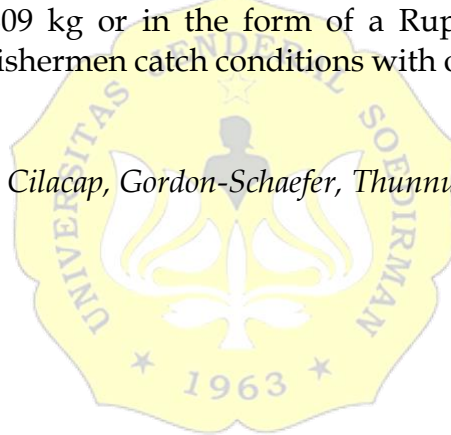 09 kg or in the form of a Rup
ishermen catch conditions with o
Cilacap, Gordon-Schaefer, Thunnu
UNIVERSITAS JENDERAL SOEDIRMAN
1963